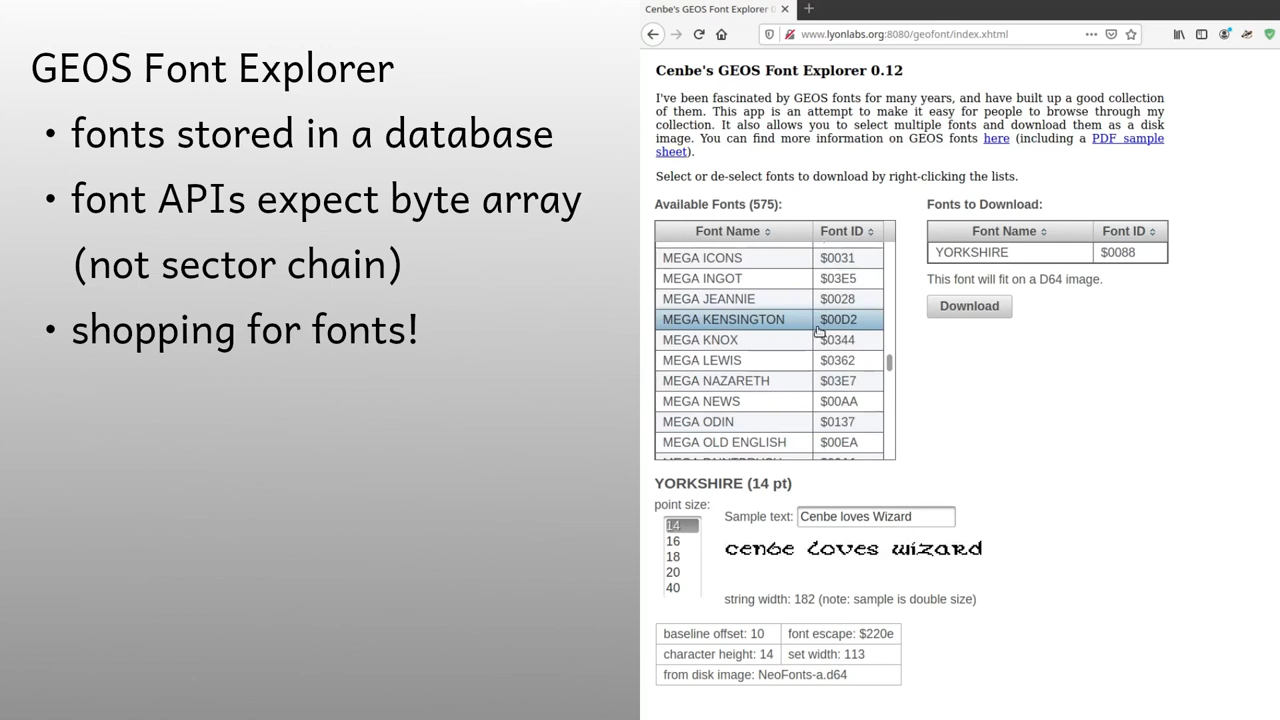 GEOS Font Explorer
• fonts stored in a database
• font APIs expect byte array
(not sector chain)
• shopping for fonts!
Cenbe's GEOS Font Explorer 0
www.lyonlabs.org:8080/geofont/index.xhtml
Cenbe's GEOS Font Explorer 0.12
I've been fascinated by GEOS fonts for many years, and have built up a good collection
of them. This app is an attempt to make it easy for people to browse through my
collection. It also allows you to select multiple fonts and download them as a disk
image. You can find more information on GEOS fonts here (including a PDF sample
sheet).
Select or de-select fonts to download by right-clicking the lists.
Available Fonts (575):
Font Name Font ID
MEGA ICONS $0031
MEGA INGOT $03E5
MEGA JEANNIE $0028
MEGA KENSINGTON $00D2
MEGA KNOX $0344
MEGA LEWIS $0362
MEGA NAZARETH $03E7
MEGA NEWS $00AA
MEGA ODIN $0137
MEGA OLD ENGLISH $00EA
Fonts to Download:
Font Name Font ID
YORKSHIRE $0088
This font will fit on a D64 image.
Download
YORKSHIRE (14 pt)
point size:
14
16
18
20
40
Sample text: Cenbe loves Wizard
cenbe loves wizard
string width: 182 (note: sample is double size)
baseline offset: 10 font escape: $220e
character height: 14 set width: 113
from disk image: NeoFonts-a.d64